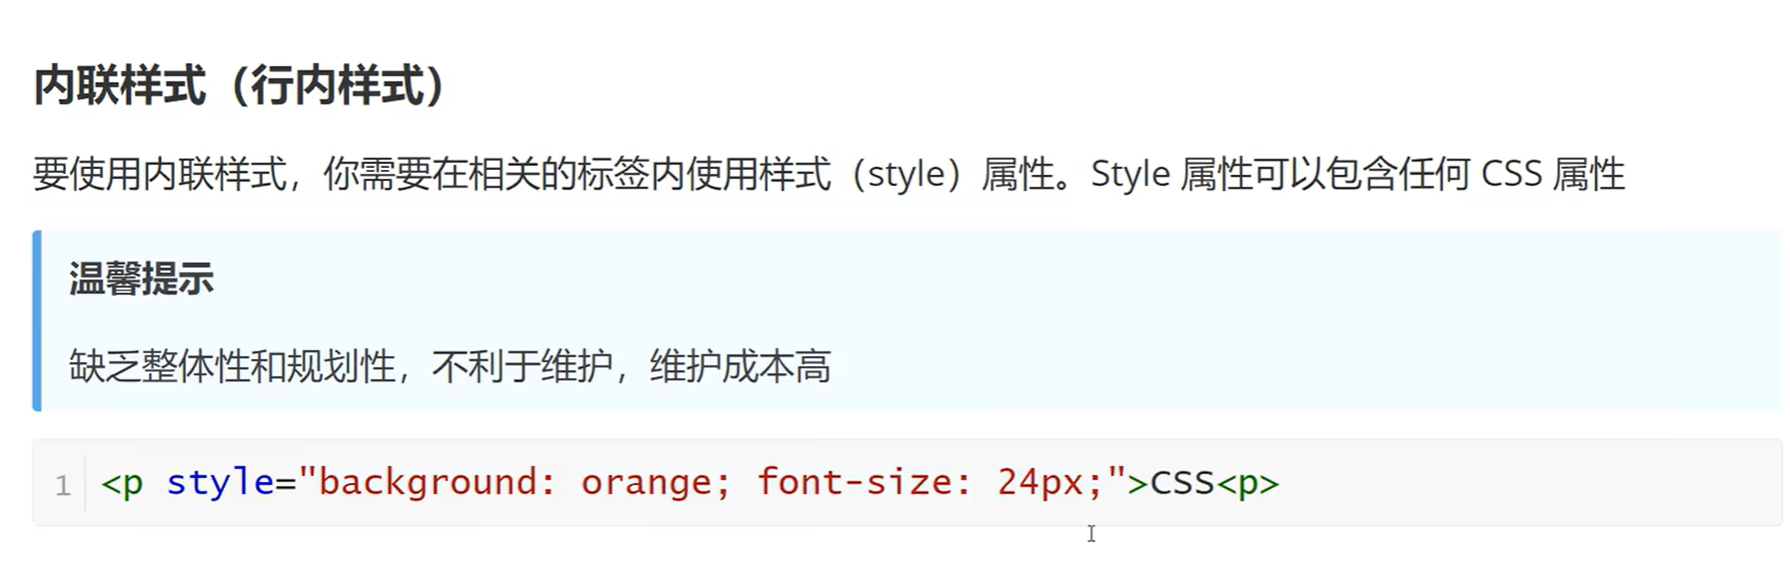 内联样式（行内样式）
要使用内联样式，你需要在相关的标签内使用样式（style）属性。Style 属性可以包含任何 CSS 属性
温馨提示
缺乏整体性和规划性，不利于维护，维护成本高
1 <p style="background: orange; font-size: 24px;">CSS<p>